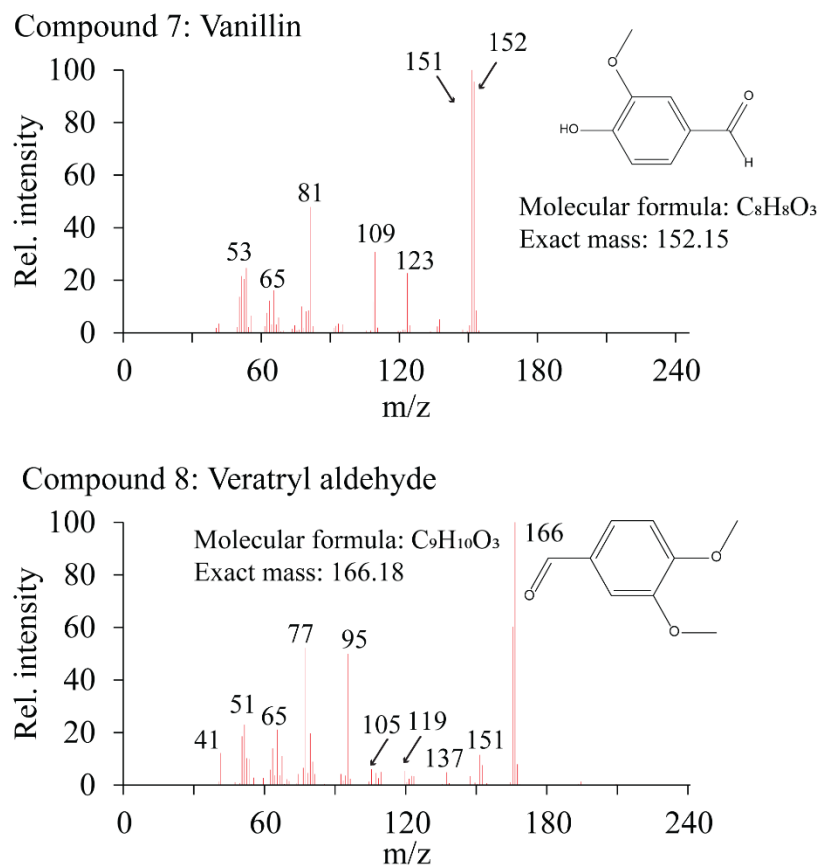 Compound 7: Vanillin
151
152
100
80
60
40
20
0
Rel. intensity
53
65
81
109
123
O
O
HO
H
Molecular formula: C₈H₈O₃
Exact mass: 152.15
0
60
120
180
240
m/z
Compound 8: Veratryl aldehyde
100
80
60
40
20
0
Rel. intensity
Molecular formula: C₉H₁₀O₃
Exact mass: 166.18
166
O
O
O
41
51
65
77
95
105
119
137
151
0
60
120
180
240
m/z